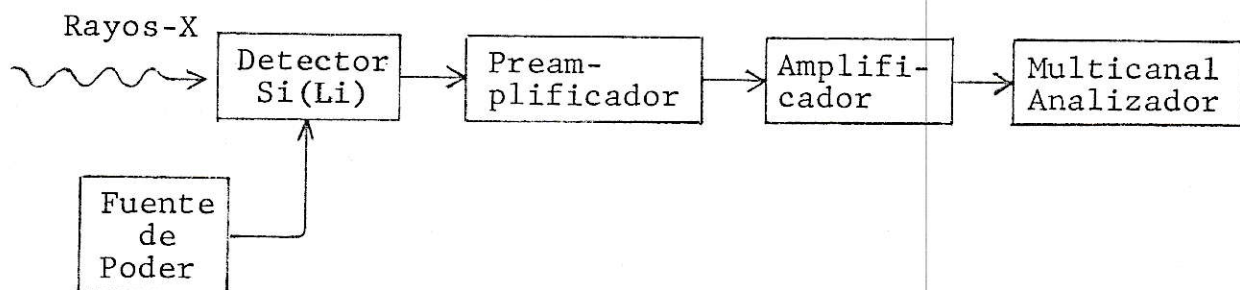 Rayos-X
Detector
Si(Li)
Pream-
plificador
Amplifi-
cador
Multicanal
Analizador
Fuente
de
Poder